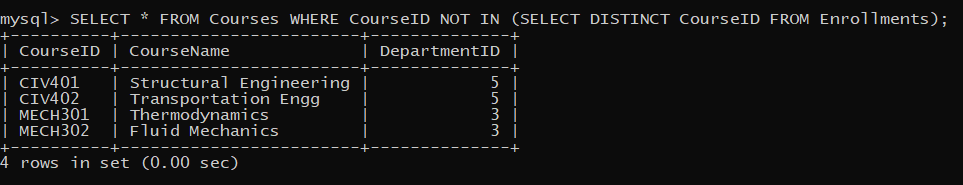 mysql> SELECT * FROM Courses WHERE CourseID NOT IN (SELECT DISTINCT CourseID FROM Enrollments);
+----------+------------------------+--------------+
| CourseID | CourseName             | DepartmentID |
+----------+------------------------+--------------+
| CIV401   | Structural Engineering |            5 |
| CIV402   | Transportation Engg    |            5 |
| MECH301  | Thermodynamics         |            3 |
| MECH302  | Fluid Mechanics        |            3 |
+----------+------------------------+--------------+
4 rows in set (0.00 sec)